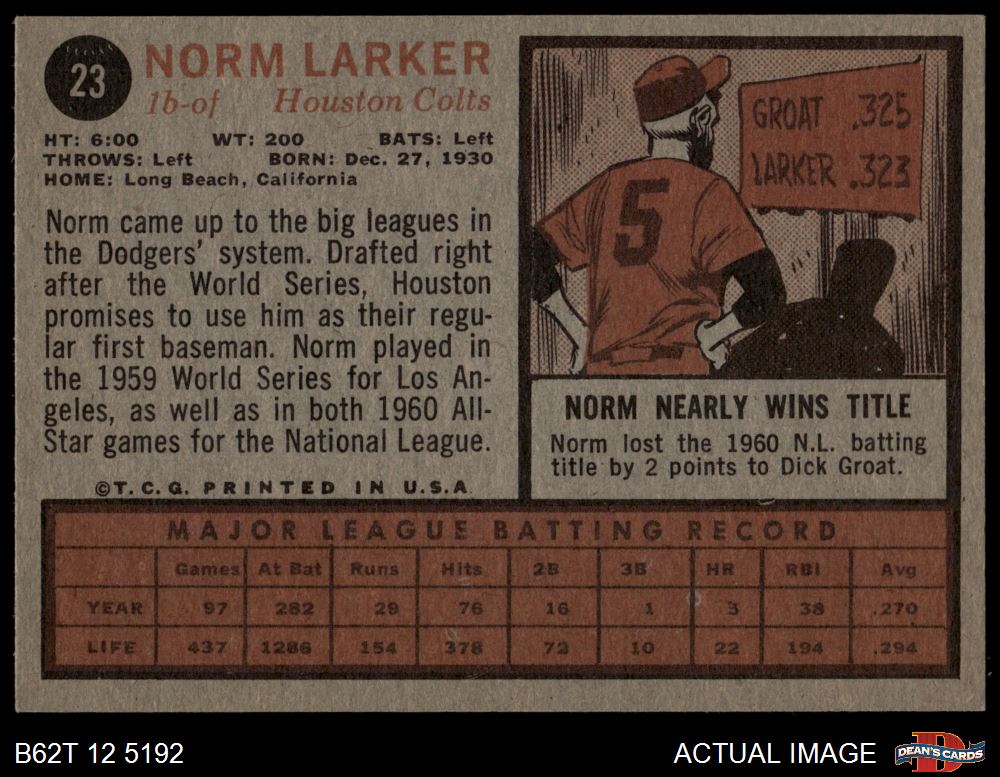 23
NORM LARKER
1b-of Houston Colts
HT: 6:00 WT: 200 BATS: Left
THROWS: Left BORN: Dec. 27, 1930
HOME: Long Beach, California
Norm came up to the big leagues in
the Dodgers' system. Drafted right
after the World Series, Houston
promises to use him as their regu-
lar first baseman. Norm played in
the 1959 World Series for Los An-
geles, as well as in both 1960 All-
Star games for the National League.
©T. C. G. PRINTED IN U.S.A.
GROAT .325
LARKER .323
5
NORM NEARLY WINS TITLE
Norm lost the 1960 N.L. batting
title by 2 points to Dick Groat.
MAJOR LEAGUE BATTING RECORD
Games At Bat Runs Hits 2B 3B HR RBI Avg
YEAR 97 282 29 76 16 1 3 38 .270
LIFE 437 1286 154 378 72 10 22 194 .294
B62T 12 5192
ACTUAL IMAGE
D
DEAN'S CARDS